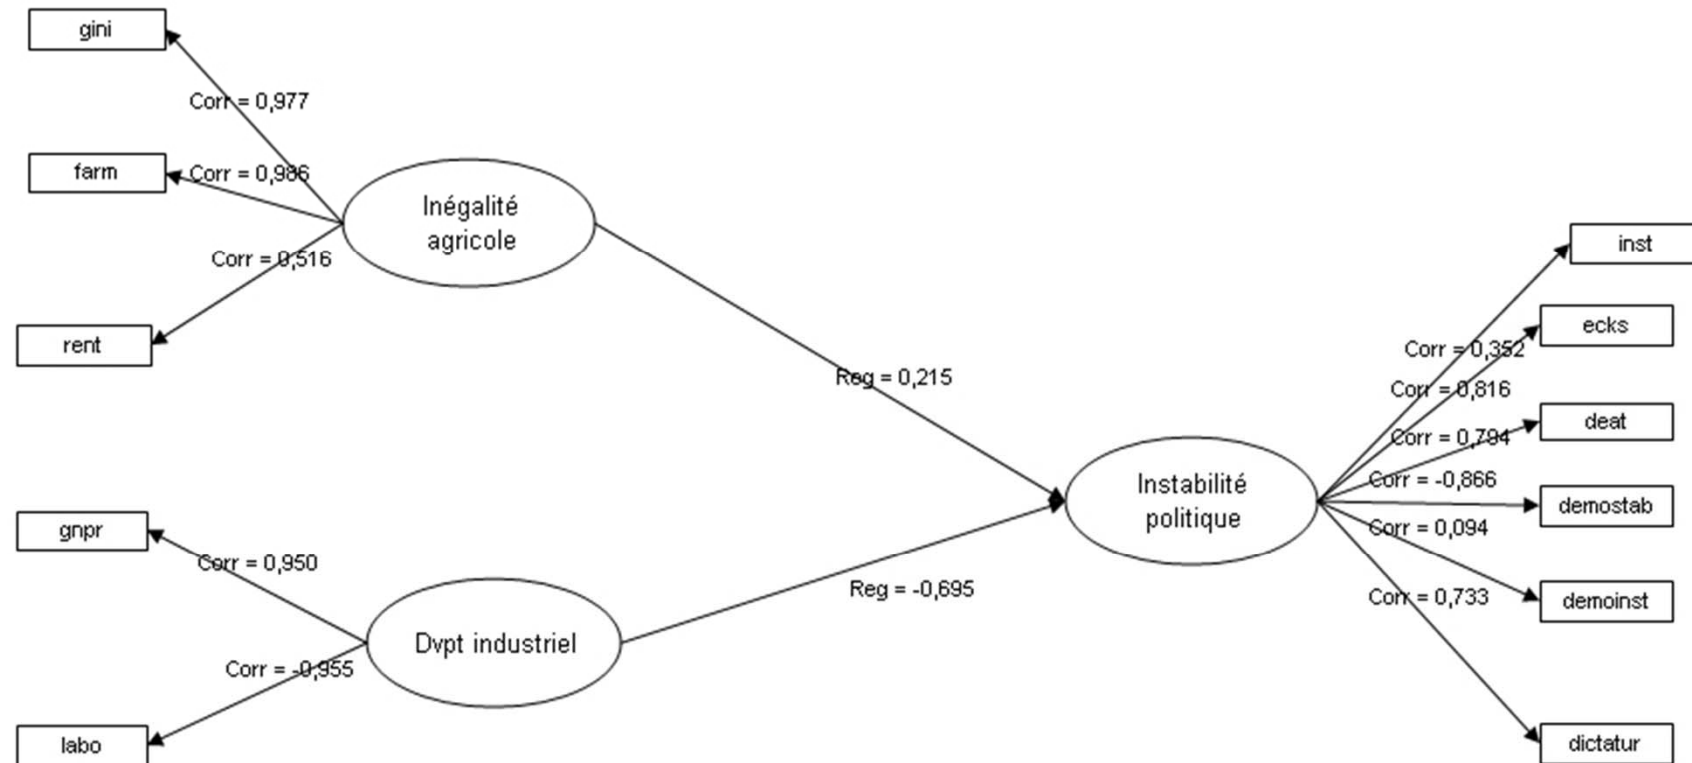 gini
Corr = 0,977
farm
Corr = 0,986
Inégalité
agricole
Corr = 0,516
rent
Reg = 0,215
inst
ecks
Corr = 0,352
Corr = 0,816
deat
Corr = 0,794
Corr = -0,866
demostab
Instabilité
politique
Corr = 0,094
gnpr
Corr = 0,950
Reg = -0,695
Corr = 0,733
demoinst
Dvpt industriel
Corr = -0,955
labo
dictatur